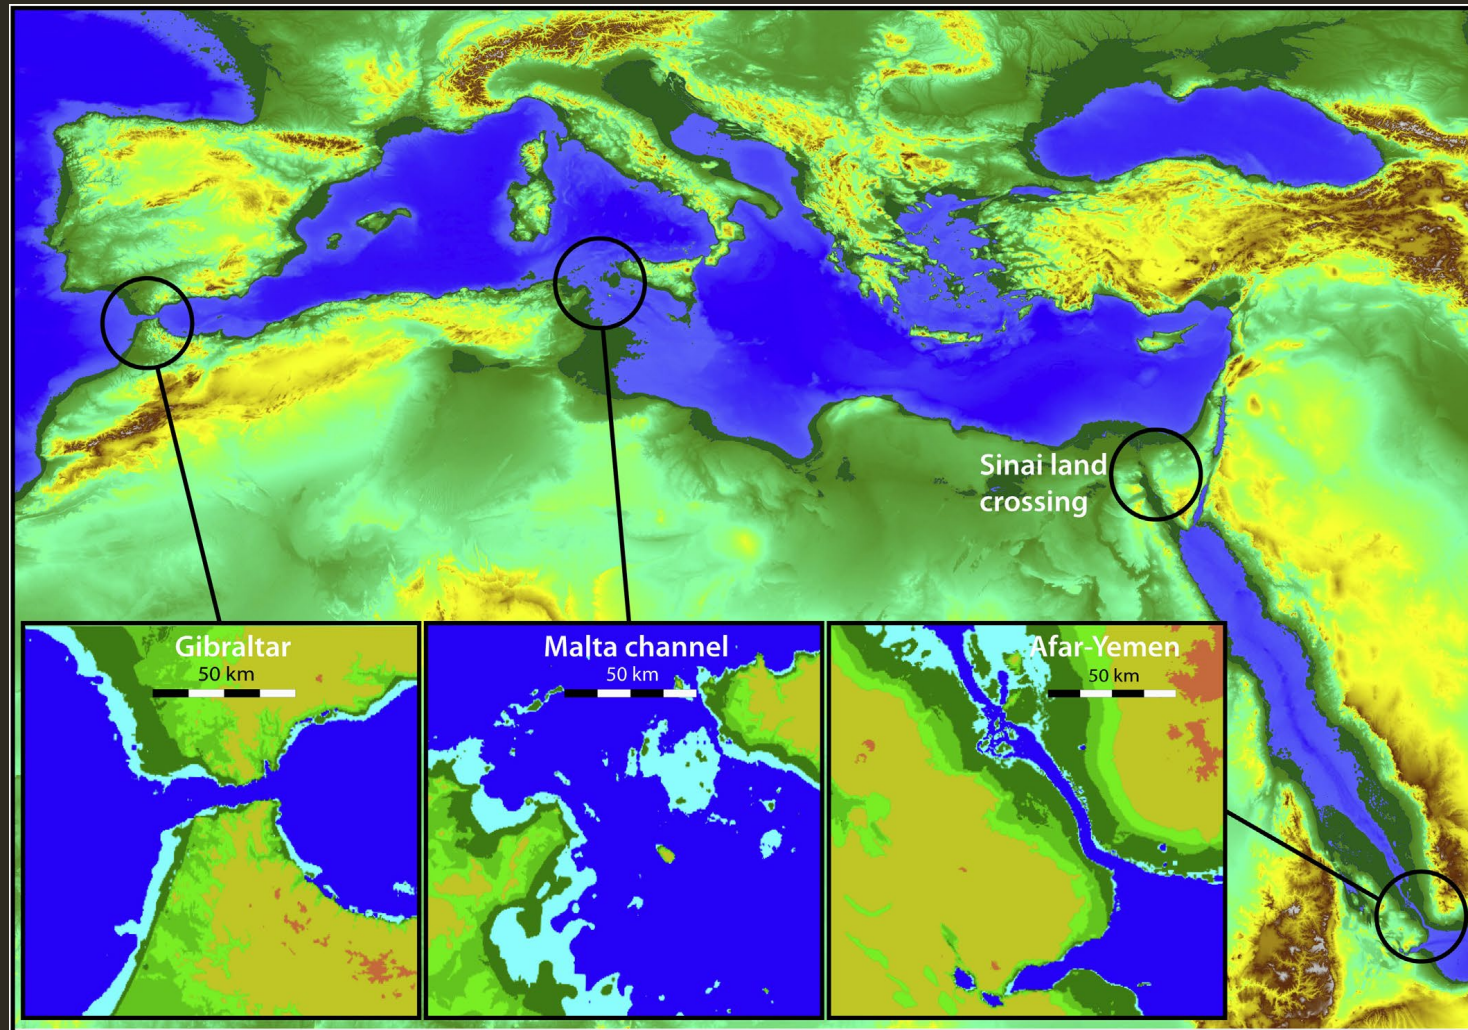 Sinai land
crossing
Gibraltar
50 km
Malta channel
50 km
Afar-Yemen
50 km